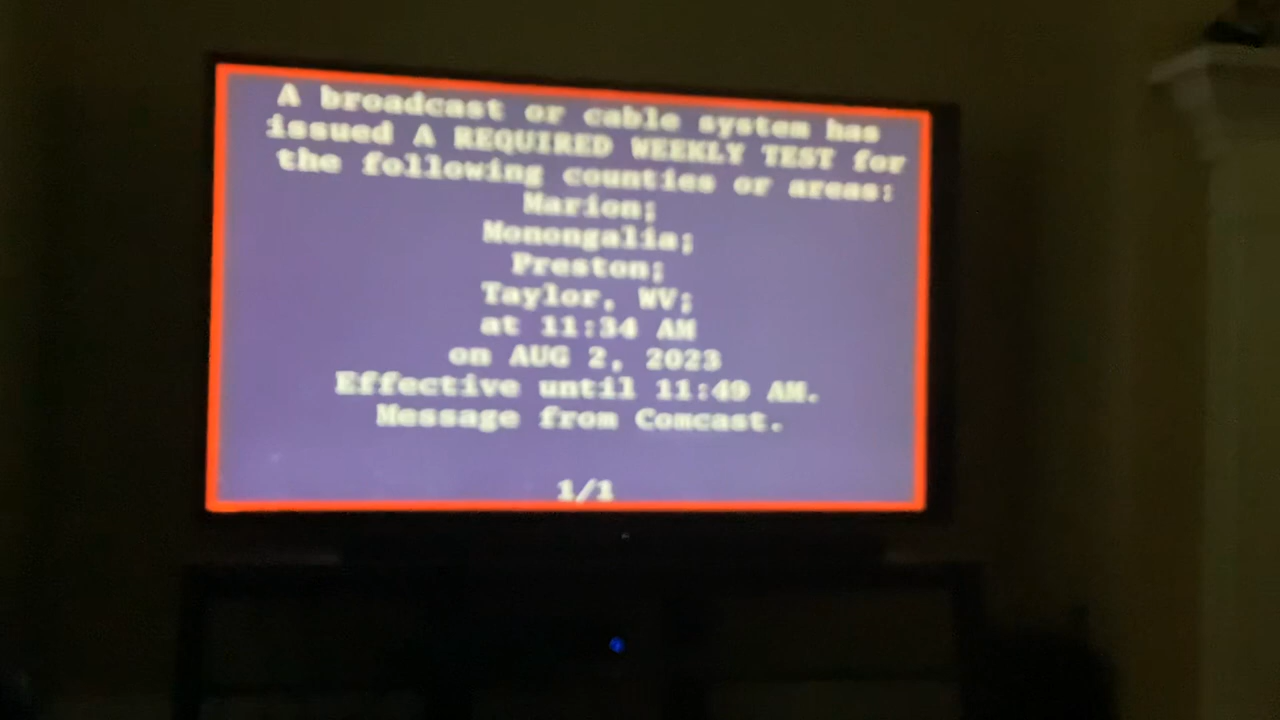 A broadcast or cable system has
issued A REQUIRED WEEKLY TEST for
the following counties or areas:
Marion;
Monongalia;
Preston;
Taylor, WV;
at 11:34 AM
on AUG 2, 2023
Effective until 11:49 AM.
Message from Comcast.
1/1